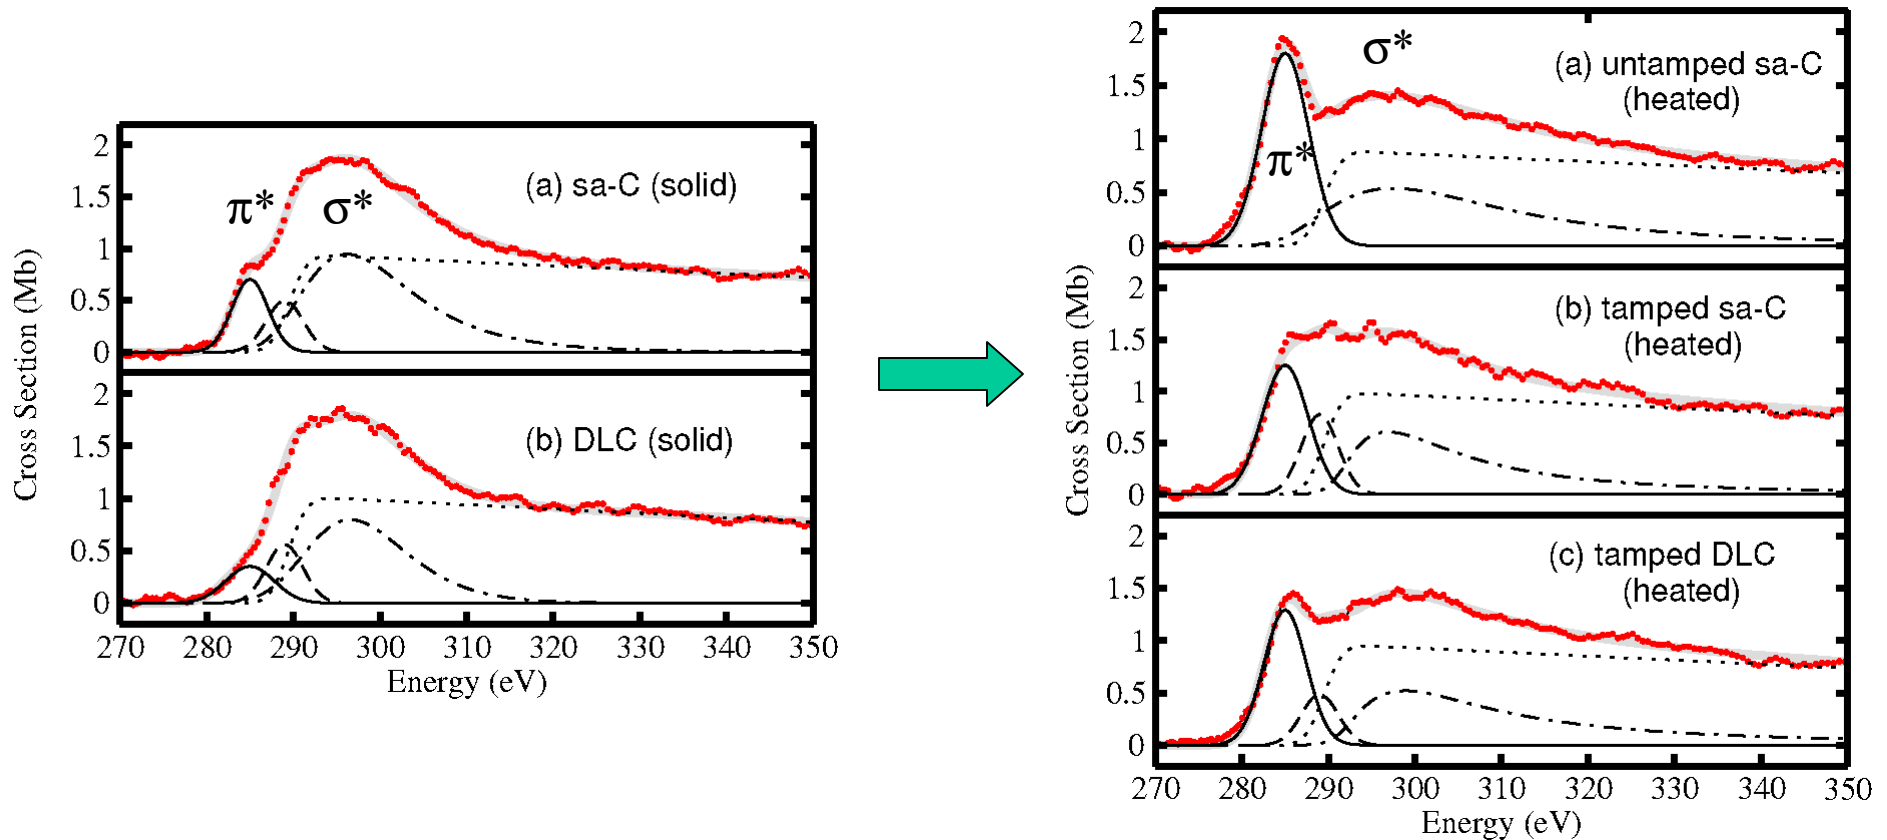 2
1.5
1
0.5
0
π*
σ*
(a) sa-C (solid)
2
1.5
1
0.5
0
(b) DLC (solid)
Cross Section (Mb)
270 280 290 300 310 320 330 340 350
Energy (eV)
2
1.5
1
0.5
0
σ*
π*
(a) untamped sa-C
(heated)
2
1.5
1
0.5
0
(b) tamped sa-C
(heated)
Cross Section (Mb)
2
1.5
1
0.5
0
(c) tamped DLC
(heated)
270 280 290 300 310 320 330 340 350
Energy (eV)